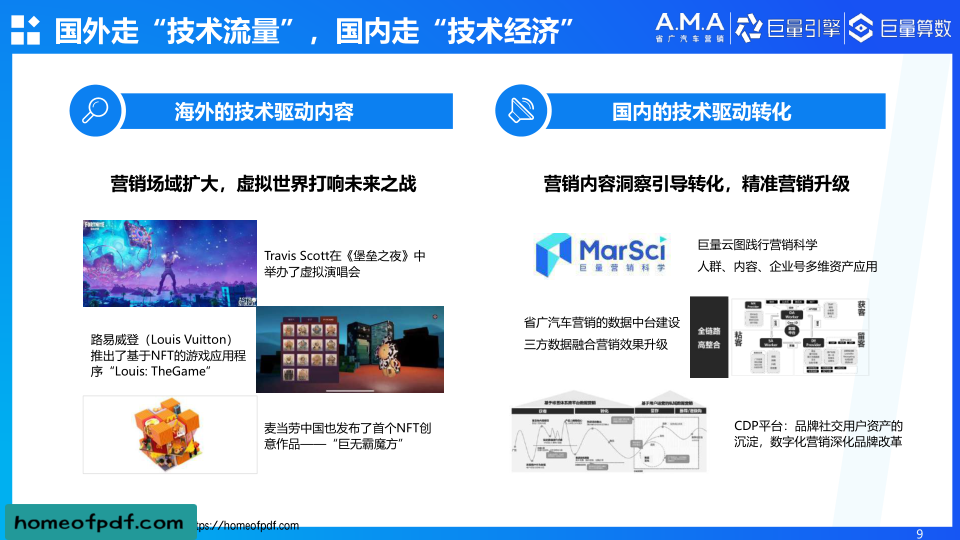 国外走“技术流量”，国内走“技术经济”
A.M.A
省广汽车营销
巨量引擎
巨量算数
海外的技术驱动内容
营销场域扩大，虚拟世界打响未来之战
FORTNITE
Travis Scott在《堡垒之夜》中
举办了虚拟演唱会
路易威登（Louis Vuitton）
推出了基于NFT的游戏应用程
序“Louis: TheGame”
麦当劳中国也发布了首个NFT创
意作品——“巨无霸魔方”
国内的技术驱动转化
营销内容洞察引导转化，精准营销升级
MarSci
巨量营销科学
巨量云图践行营销科学
人群、内容、企业号多维资产应用
省广汽车营销的数据中台建设
三方数据融合营销效果升级
全链路
高整合
获客
粘客
留客
CDP平台：品牌社交用户资产的
沉淀，数字化营销深化品牌改革
homeofpdf.com
https://homeofpdf.com
9